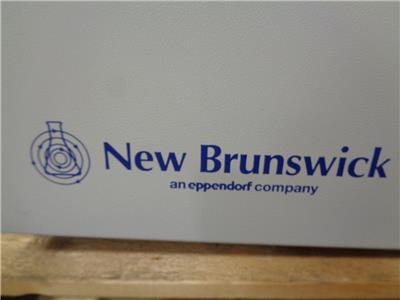 New Brunswick
an eppendorf company